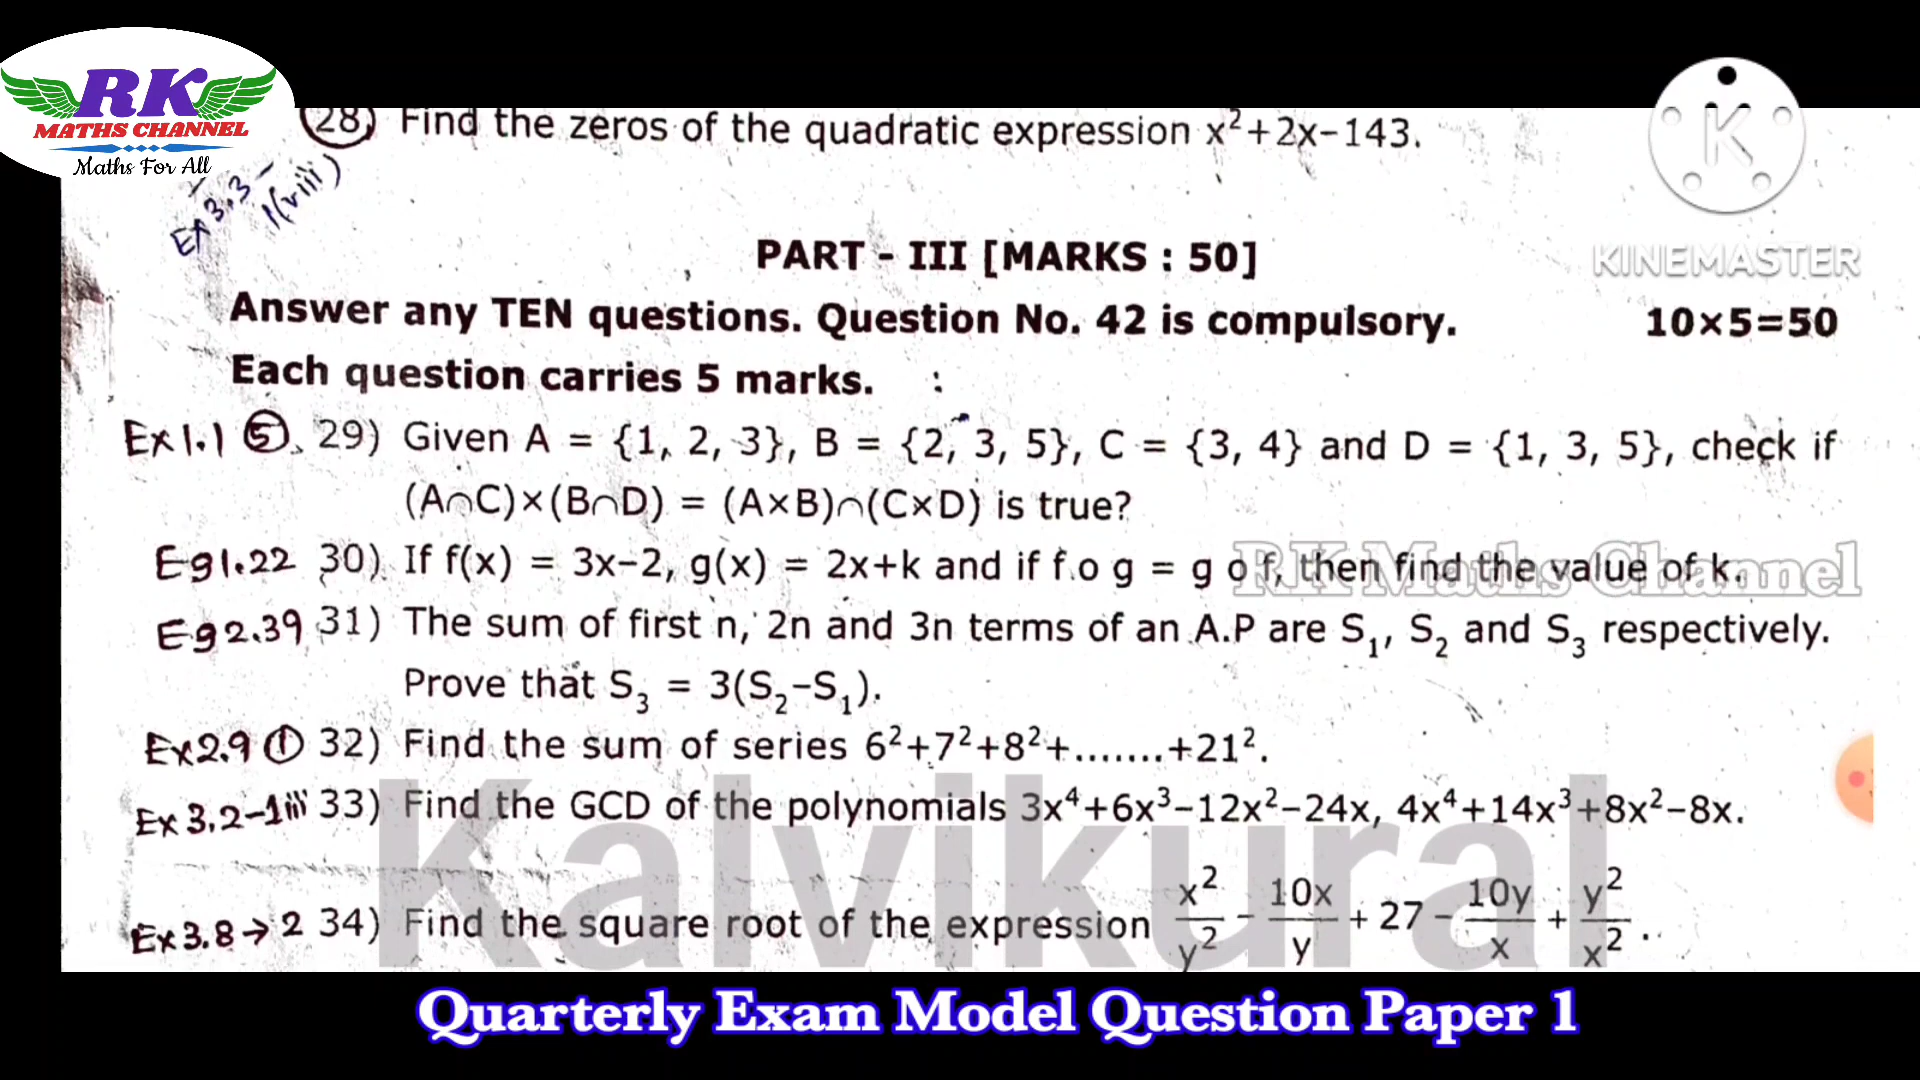 RK
MATHS CHANNEL
Maths For All
28) Find the zeros of the quadratic expression x²+2x−143.
Ex 3.3 − 1(viii)
K
KINEMASTER
PART - III [MARKS : 50]
Answer any TEN questions. Question No. 42 is compulsory. 10×5=50
Each question carries 5 marks. :
Ex 1.1 ⑤. 29) Given A = {1, 2, 3}, B = {2, 3, 5}, C = {3, 4} and D = {1, 3, 5}, check if
(A∩C)×(B∩D) = (A×B)∩(C×D) is true?
Eg 1.22 30) If f(x) = 3x−2, g(x) = 2x+k and if f o g = g o f, then find the value of k.
RK Maths Channel
Eg 2.39 31) The sum of first n, 2n and 3n terms of an A.P are S₁, S₂ and S₃ respectively.
Prove that S₃ = 3(S₂−S₁).
Ex 2.9 ① 32) Find the sum of series 6²+7²+8²+.......+21².
Ex 3.2−1iii 33) Find the GCD of the polynomials 3x⁴+6x³−12x²−24x, 4x⁴+14x³+8x²−8x.
Kalvikural
Ex 3.8→2 34) Find the square root of the expression x²/y² − 10x/y + 27 − 10y/x + y²/x² .
Quarterly Exam Model Question Paper 1